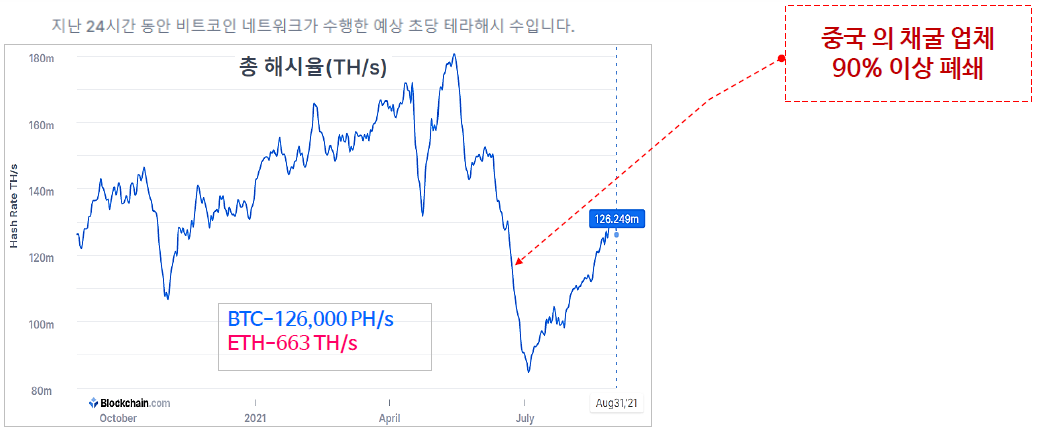 지난 24시간 동안 비트코인 네트워크가 수행한 예상 초당 테라해시 수입니다.
중국 의 채굴 업체
90% 이상 폐쇄
총 해시율(TH/s)
180m
160m
140m
120m
100m
80m
Hash Rate TH/s
126.249m
BTC-126,000 PH/s
ETH-663 TH/s
Blockchain.com
October
2021
April
July
Aug31,'21